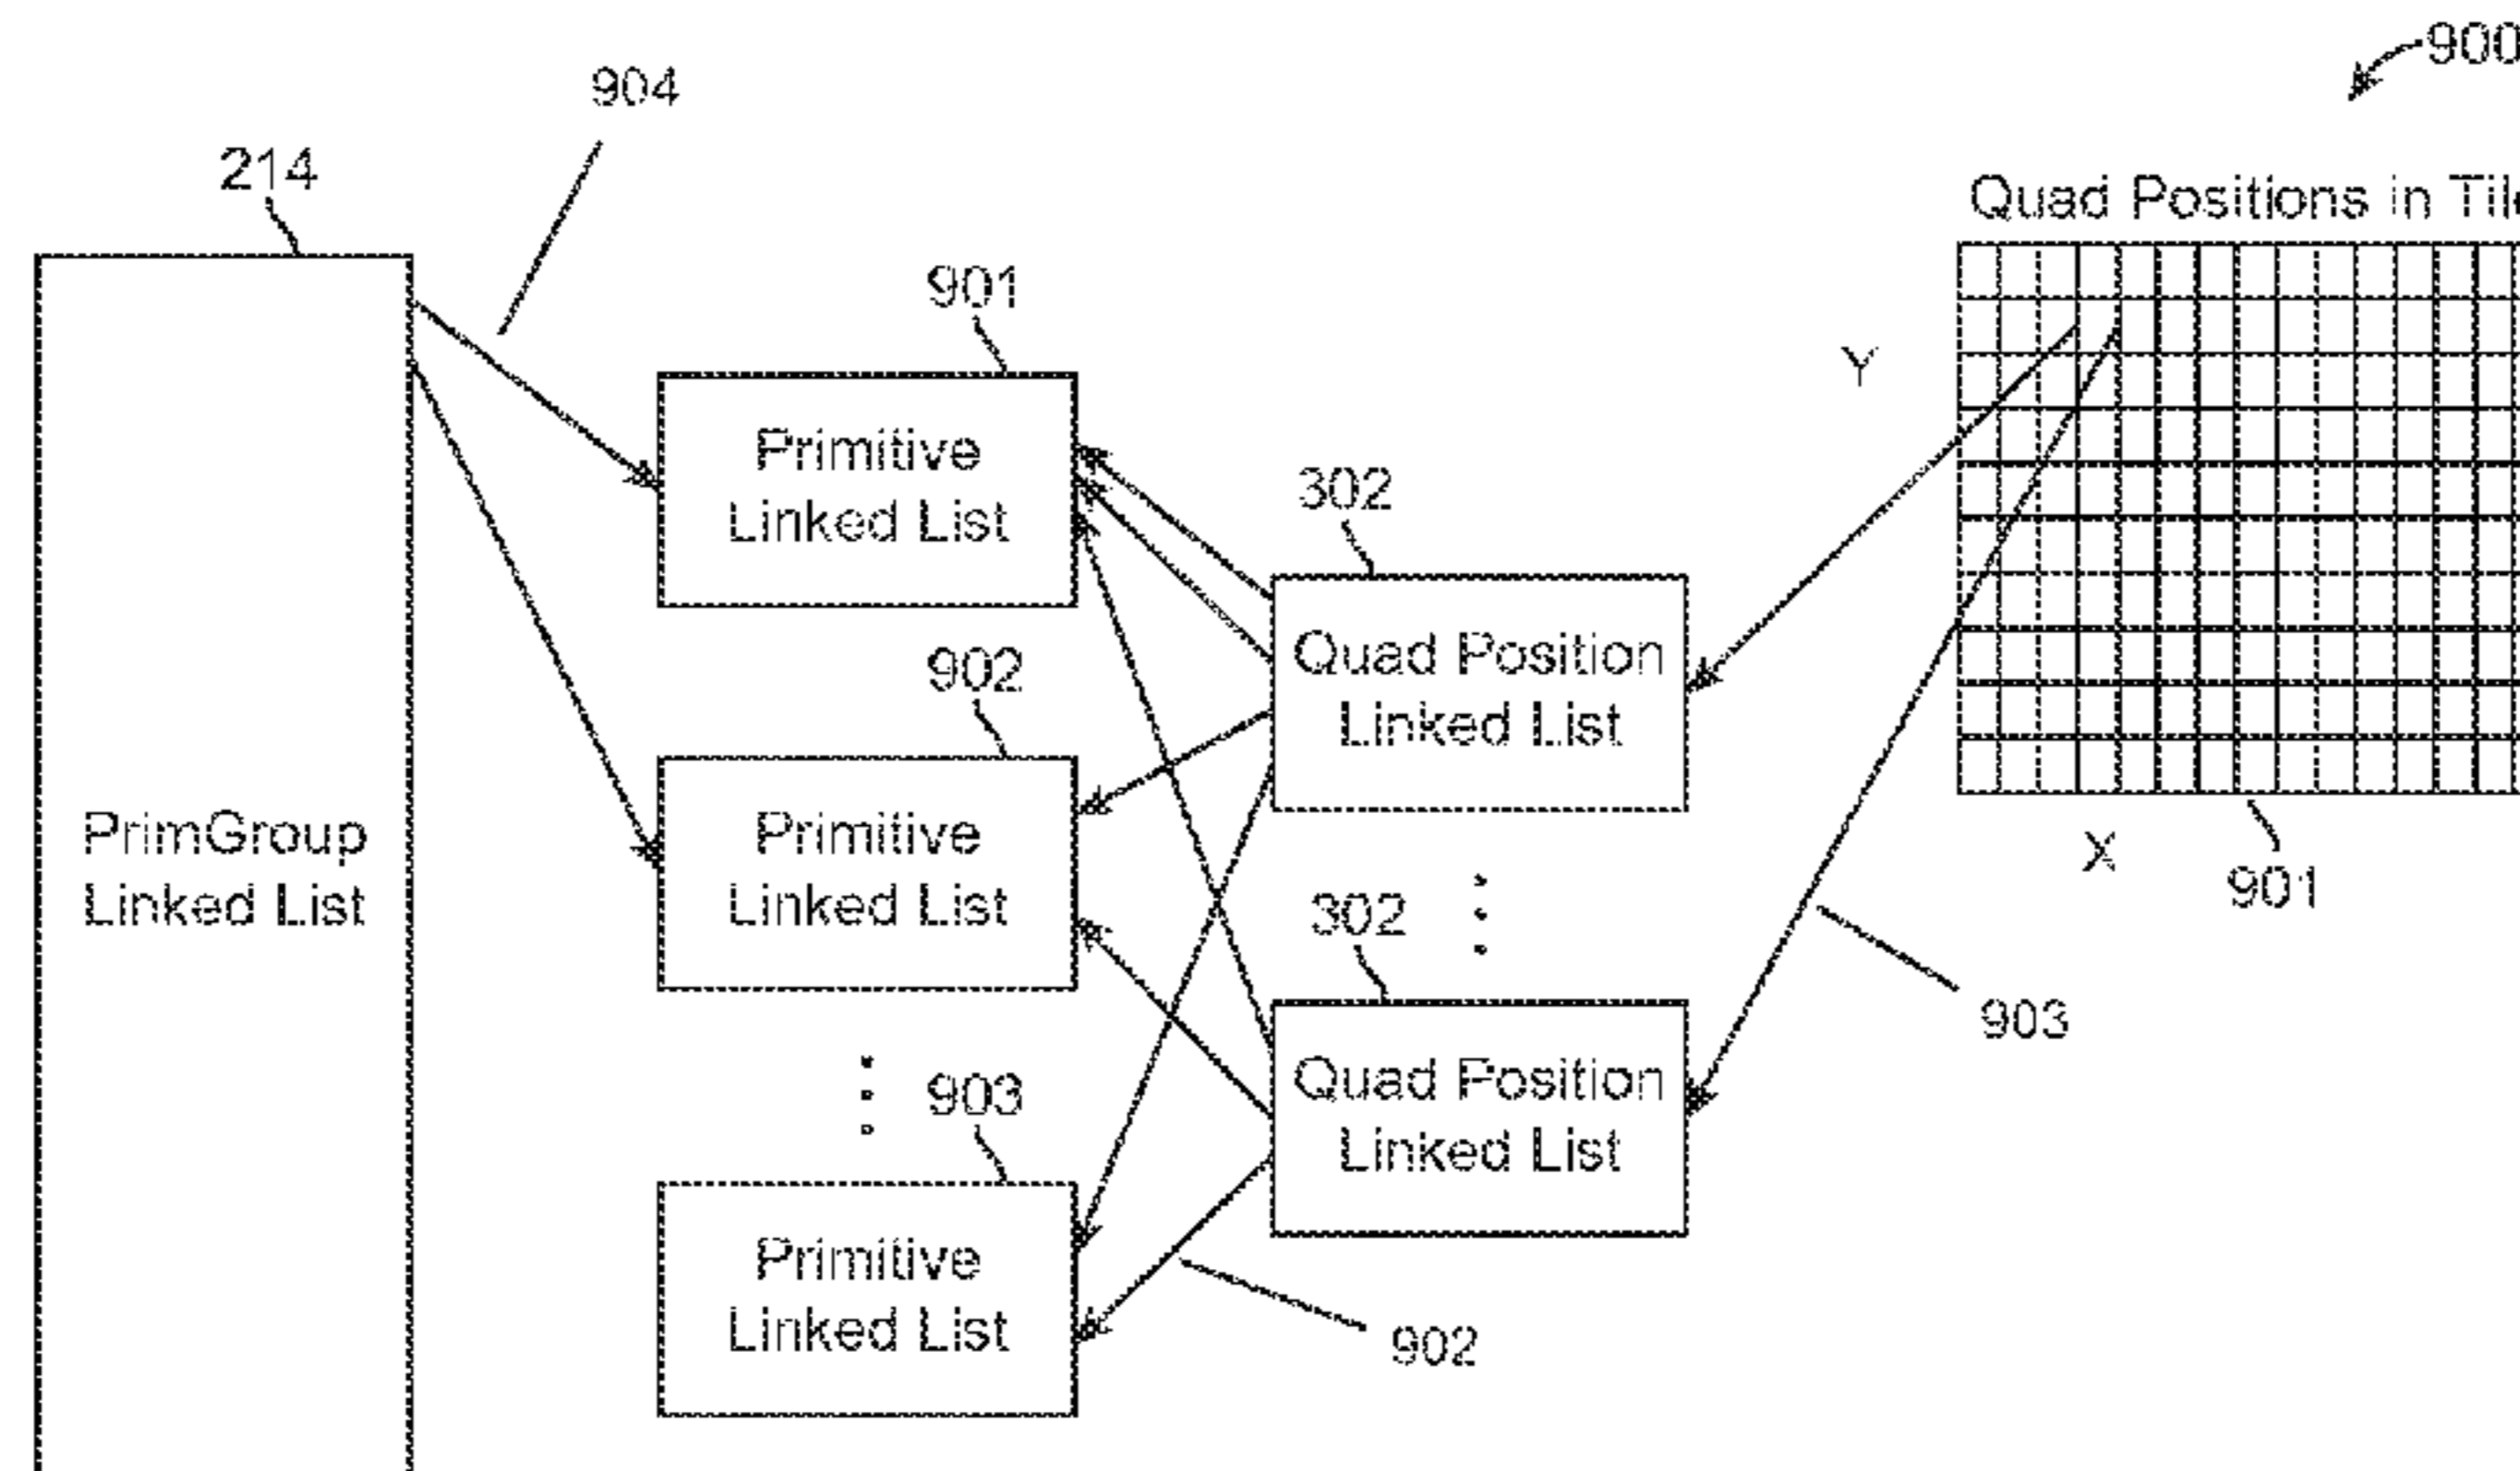 900
904
214
Quad Positions in Til
901
Y
Primitive
Linked List
302
902
Quad Position
Linked List
X
901
PrimGroup
Linked List
Primitive
Linked List
302
903
903
Quad Position
Linked List
Primitive
Linked List
902